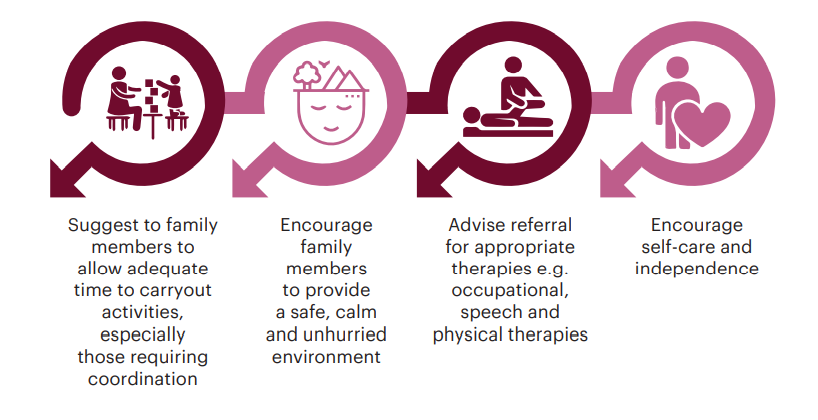 Suggest to family
members to
allow adequate
time to carryout
activities,
especially
those requiring
coordination
Encourage
family
members
to provide
a safe, calm
and unhurried
environment
Advise referral
for appropriate
therapies e.g.
occupational,
speech and
physical therapies
Encourage
self-care and
independence